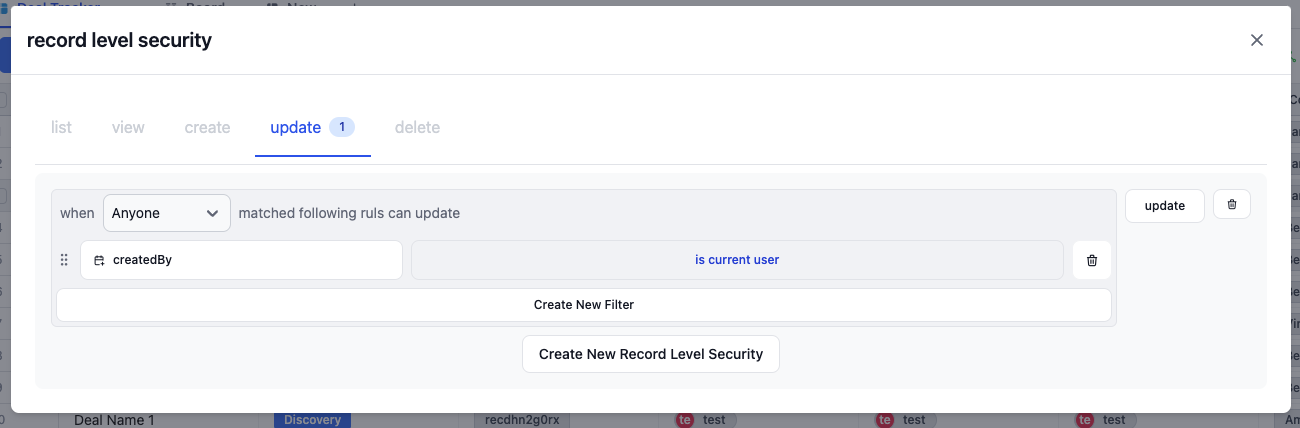 Deal Tracker
Board
New
record level security
list
view
create
update 1
delete
when Anyone matched following ruls can update
update
createdBy
is current user
Create New Filter
Create New Record Level Security
Deal Name 1
Discovery
recdhn2g0rx
te test
te test
te test